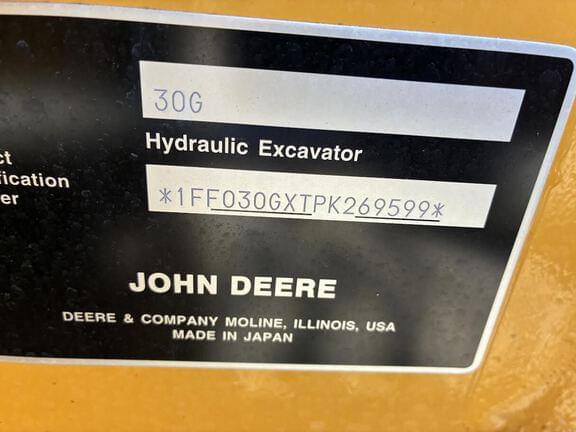 30G
Hydraulic Excavator
ct
fication
er
*1FF030GXTPK269599*
JOHN DEERE
DEERE & COMPANY MOLINE, ILLINOIS, USA
MADE IN JAPAN